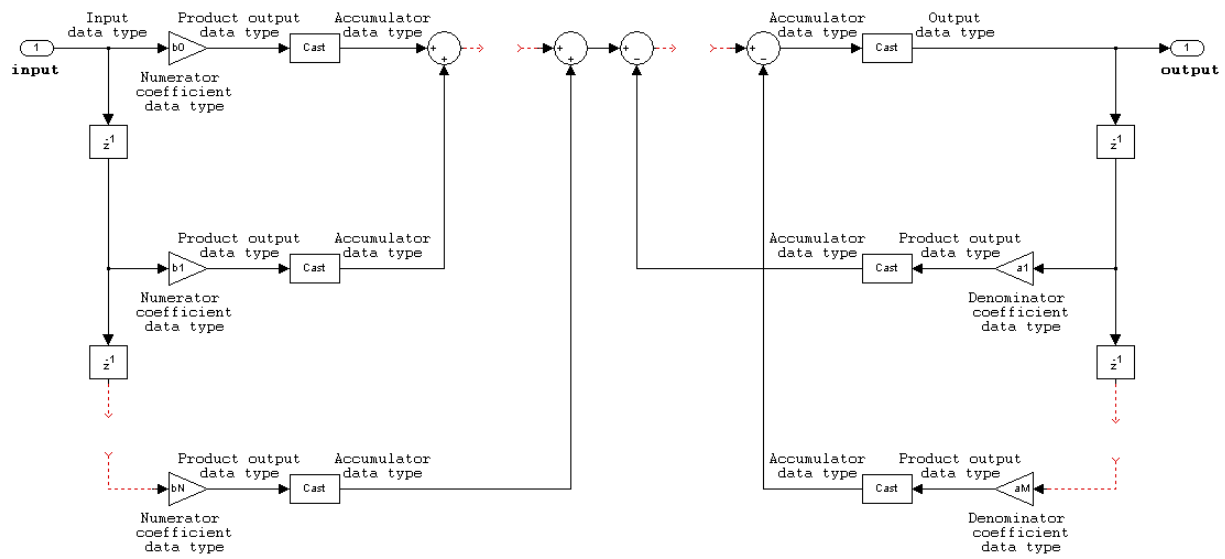 Input
data type
Product output
data type
Accumulator
data type
Accumulator
data type
Output
data type
1
b0
Cast
+
+
+
+
+
−
+
−
Cast
1
input
output
Numerator
coefficient
data type
z-1
z-1
Product output
data type
Accumulator
data type
Accumulator
data type
Product output
data type
b1
Cast
Cast
a1
Numerator
coefficient
data type
Denominator
coefficient
data type
z-1
z-1
Product output
data type
Accumulator
data type
Accumulator
data type
Product output
data type
bN
Cast
Cast
aM
Numerator
coefficient
data type
Denominator
coefficient
data type